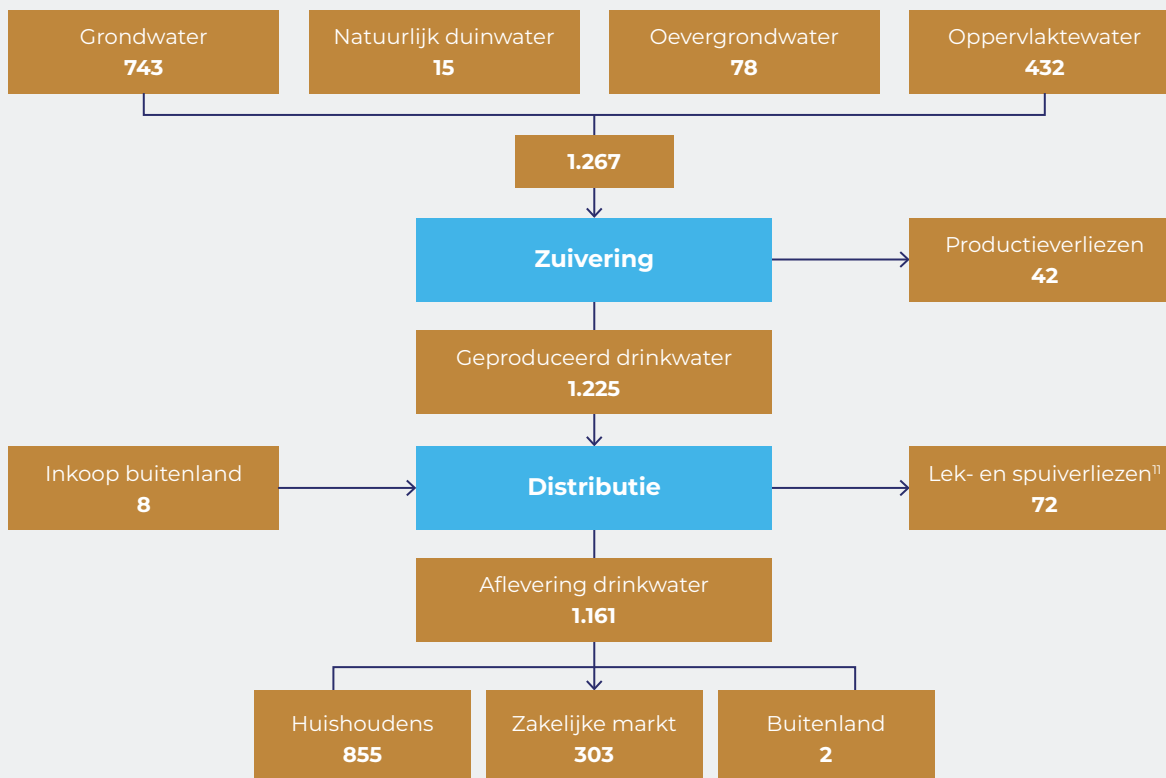 Grondwater
743
Natuurlijk duinwater
15
Oevergrondwater
78
Oppervlaktewater
432
1.267
Zuivering
Productieverliezen
42
Geproduceerd drinkwater
1.225
Inkoop buitenland
8
Distributie
Lek- en spuiverliezen¹¹
72
Aflevering drinkwater
1.161
Huishoudens
855
Zakelijke markt
303
Buitenland
2